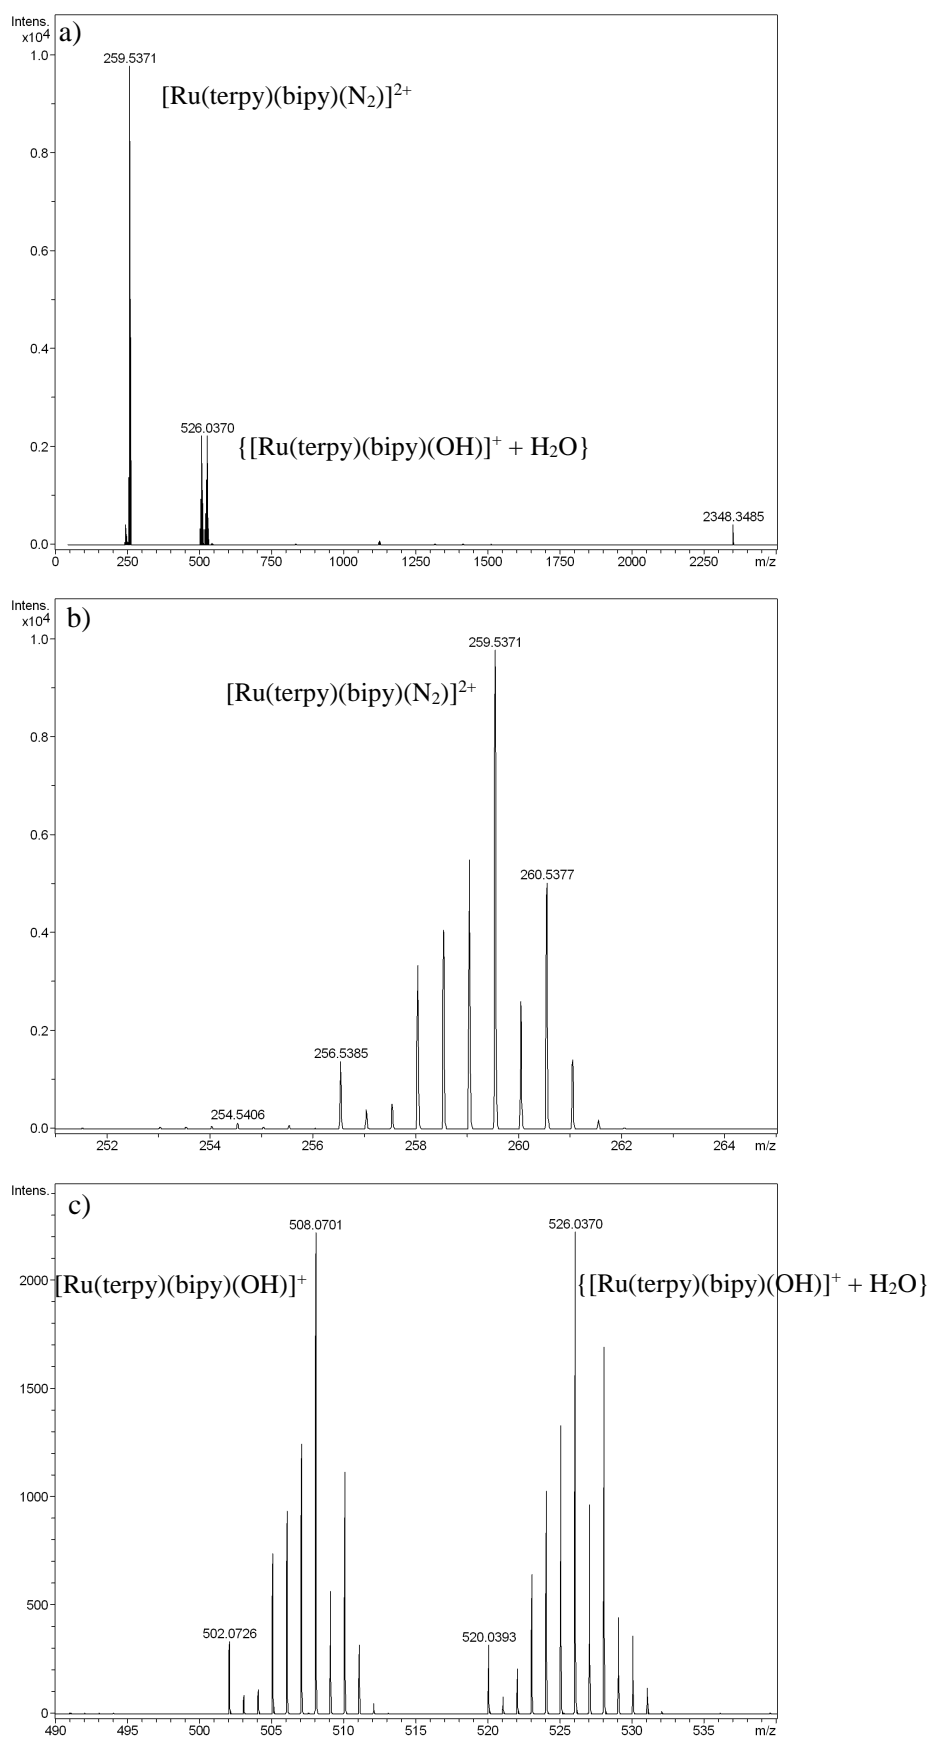 Intens.
x10⁴
a)
259.5371
1.0
[Ru(terpy)(bipy)(N₂)]²⁺
0.8
0.6
0.4
526.0370
{[Ru(terpy)(bipy)(OH)]⁺ + H₂O}
0.2
2348.3485
0.0
0 250 500 750 1000 1250 1500 1750 2000 2250 m/z
Intens.
x10⁴
b)
259.5371
1.0
[Ru(terpy)(bipy)(N₂)]²⁺
0.8
0.6
260.5377
0.4
0.2
256.5385
254.5406
0.0
252 254 256 258 260 262 264 m/z
Intens.
c)
508.0701 526.0370
2000
[Ru(terpy)(bipy)(OH)]⁺ {[Ru(terpy)(bipy)(OH)]⁺ + H₂O}
1500
1000
500
502.0726 520.0393
0
490 495 500 505 510 515 520 525 530 535 m/z